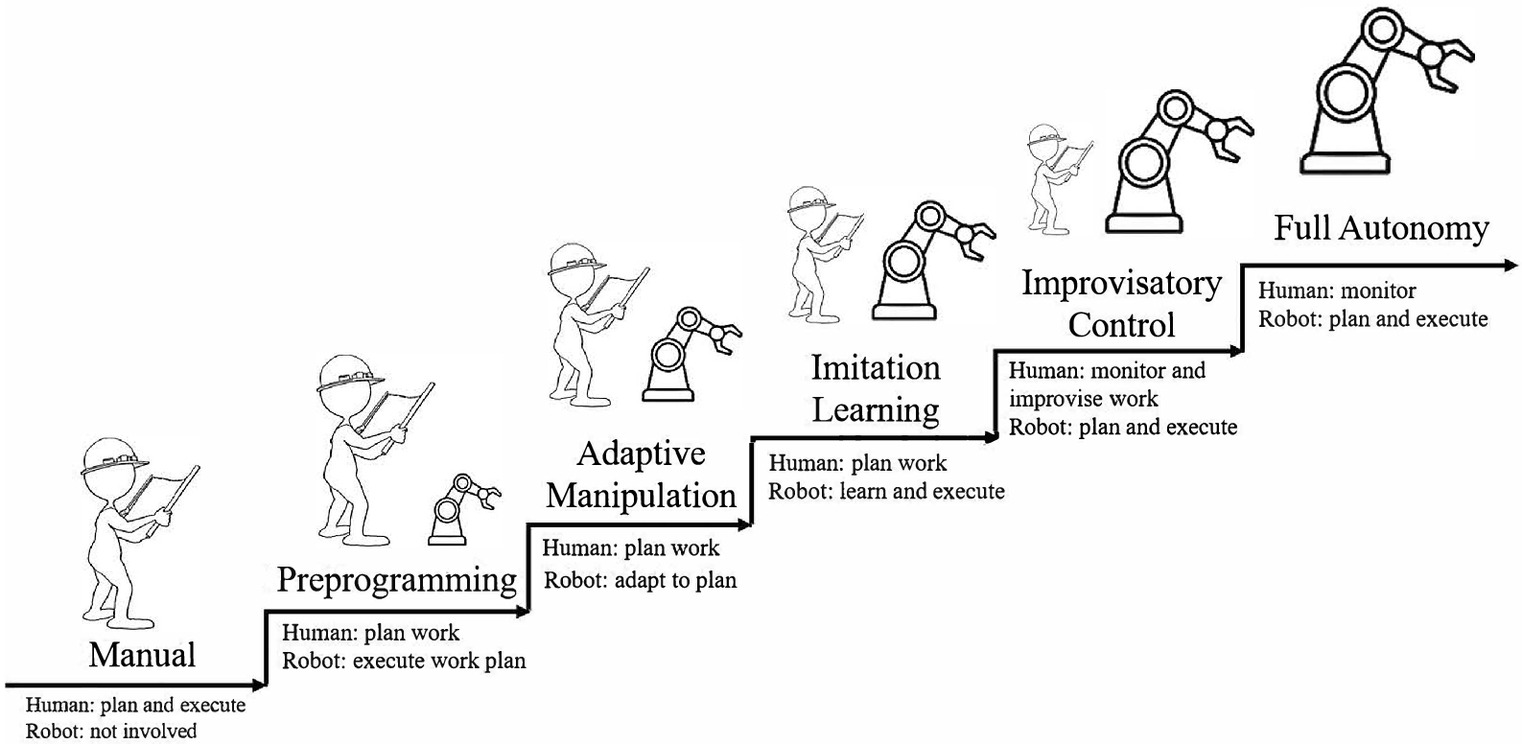 Manual
Human: plan and execute
Robot: not involved
Preprogramming
Human: plan work
Robot: execute work plan
Adaptive
Manipulation
Human: plan work
Robot: adapt to plan
Imitation
Learning
Human: plan work
Robot: learn and execute
Improvisatory
Control
Human: monitor and
improvise work
Robot: plan and execute
Full Autonomy
Human: monitor
Robot: plan and execute